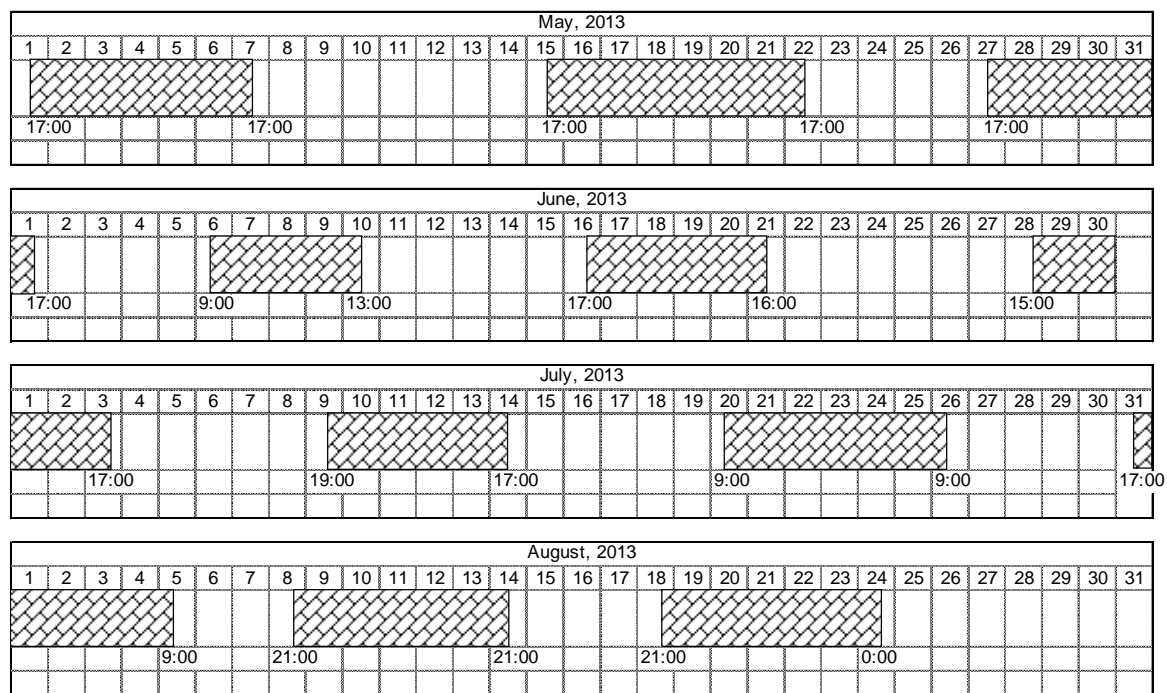 May, 2013
1 2 3 4 5 6 7 8 9 10 11 12 13 14 15 16 17 18 19 20 21 22 23 24 25 26 27 28 29 30 31
17:00 17:00 17:00 17:00 17:00
June, 2013
1 2 3 4 5 6 7 8 9 10 11 12 13 14 15 16 17 18 19 20 21 22 23 24 25 26 27 28 29 30
17:00 9:00 13:00 17:00 16:00 15:00
July, 2013
1 2 3 4 5 6 7 8 9 10 11 12 13 14 15 16 17 18 19 20 21 22 23 24 25 26 27 28 29 30 31
17:00 19:00 17:00 9:00 9:00 17:00
August, 2013
1 2 3 4 5 6 7 8 9 10 11 12 13 14 15 16 17 18 19 20 21 22 23 24 25 26 27 28 29 30 31
9:00 21:00 21:00 21:00 0:00